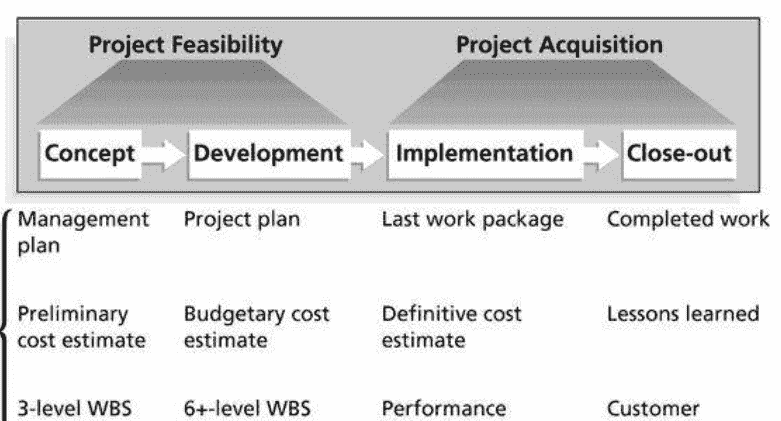 Project Feasibility
Project Acquisition
Concept
Development
Implementation
Close-out
Management
plan
Project plan
Last work package
Completed work
Preliminary
cost estimate
Budgetary cost
estimate
Definitive cost
estimate
Lessons learned
3-level WBS
6+-level WBS
Performance
Customer